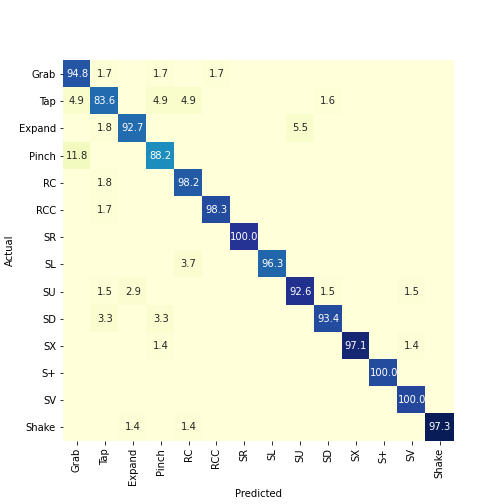 Grab 94.8 1.7 1.7 1.7
Tap 4.9 83.6 4.9 4.9 1.6
Expand 1.8 92.7 5.5
Pinch 11.8 88.2
RC 1.8 98.2
RCC 1.7 98.3
SR 100.0
SL 3.7 96.3
SU 1.5 2.9 92.6 1.5 1.5
SD 3.3 3.3 93.4
SX 1.4 97.1 1.4
S+ 100.0
SV 100.0
Shake 1.4 1.4 97.3
Actual
Grab Tap Expand Pinch RC RCC SR SL SU SD SX S+ SV Shake
Predicted